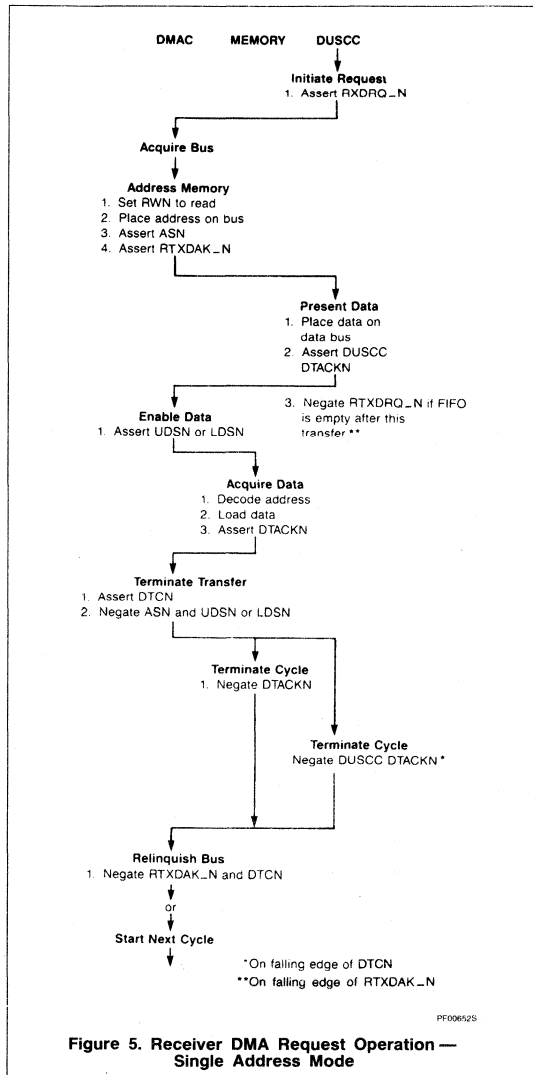 DMAC MEMORY DUSCC
Initiate Request
1. Assert RXDRQ_N
Acquire Bus
Address Memory
1. Set RWN to read
2. Place address on bus
3. Assert ASN
4. Assert RTXDAK_N
Present Data
1. Place data on
data bus
2. Assert DUSCC
DTACKN
3. Negate RTXDRQ_N if FIFO
is empty after this
transfer **
Enable Data
1. Assert UDSN or LDSN
Acquire Data
1. Decode address
2. Load data
3. Assert DTACKN
Terminate Transfer
1. Assert DTCN
2. Negate ASN and UDSN or LDSN
Terminate Cycle
1. Negate DTACKN
Terminate Cycle
Negate DUSCC DTACKN *
Relinquish Bus
1. Negate RTXDAK_N and DTCN
or
Start Next Cycle
*On falling edge of DTCN
**On falling edge of RTXDAK_N
PF00652S
Figure 5. Receiver DMA Request Operation —
Single Address Mode